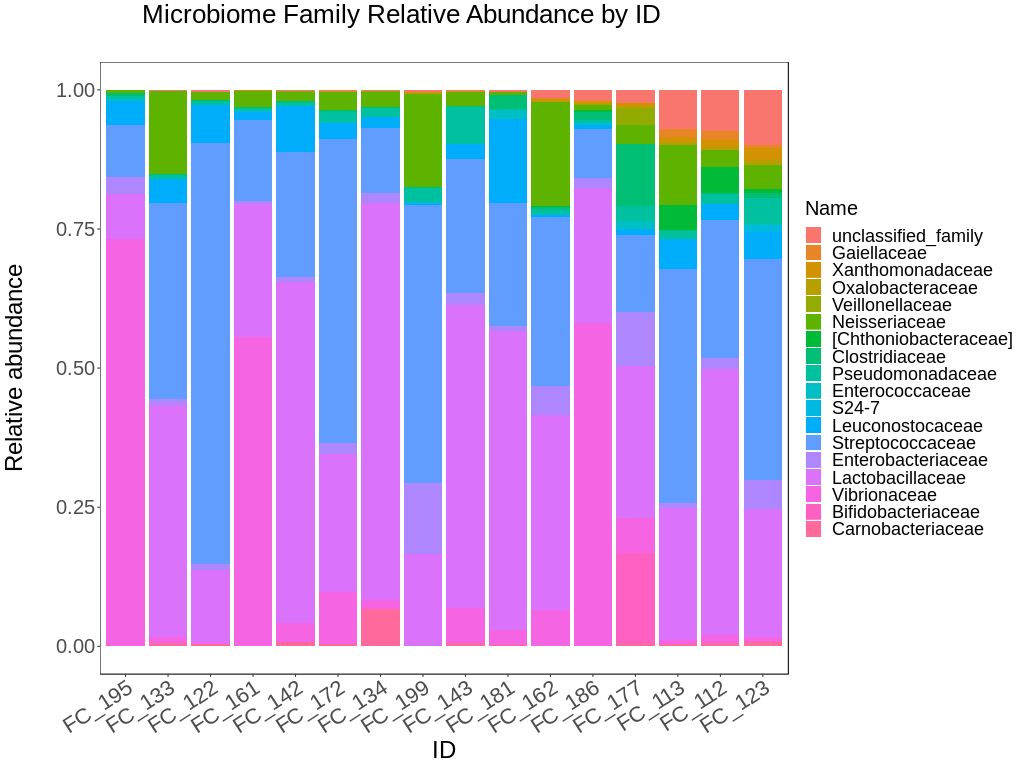 Microbiome Family Relative Abundance by ID
Relative abundance
1.00
0.75
0.50
0.25
0.00
FC_195
FC_133
FC_122
FC_161
FC_142
FC_172
FC_134
FC_199
FC_143
FC_181
FC_162
FC_186
FC_177
FC_113
FC_112
FC_123
ID
Name
unclassified_family
Gaiellaceae
Xanthomonadaceae
Oxalobacteraceae
Veillonellaceae
Neisseriaceae
[Chthoniobacteraceae]
Clostridiaceae
Pseudomonadaceae
Enterococcaceae
S24-7
Leuconostocaceae
Streptococcaceae
Enterobacteriaceae
Lactobacillaceae
Vibrionaceae
Bifidobacteriaceae
Carnobacteriaceae